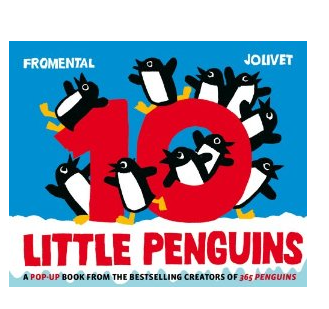 FROMENTAL JOLIVET
10
LITTLE PENGUINS
A POP-UP BOOK FROM THE BESTSELLING CREATORS OF 365 PENGUINS